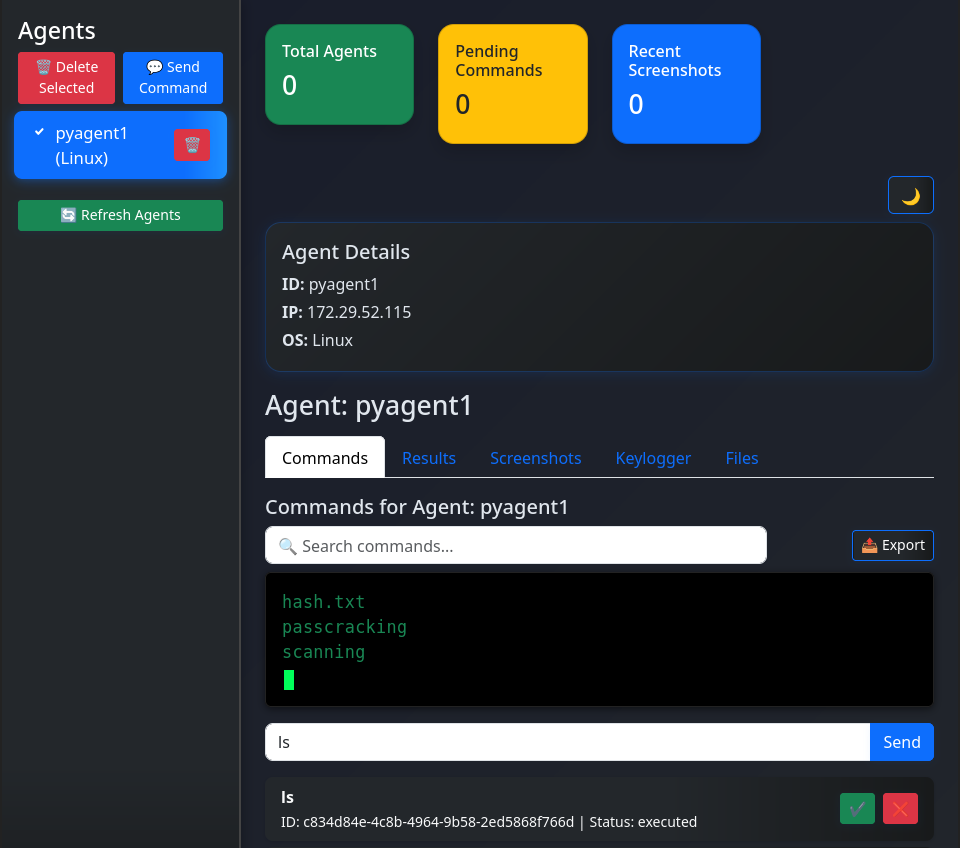 Agents
🗑️ Delete
Selected
💬 Send
Command
pyagent1
(Linux)
🔄 Refresh Agents
Total Agents
0
Pending
Commands
0
Recent
Screenshots
0
Agent Details
ID: pyagent1
IP: 172.29.52.115
OS: Linux
Agent: pyagent1
Commands Results Screenshots Keylogger Files
Commands for Agent: pyagent1
🔍 Search commands...
📤 Export
hash.txt
passcracking
scanning
ls
Send
ls
ID: c834d84e-4c8b-4964-9b58-2ed5868f766d | Status: executed